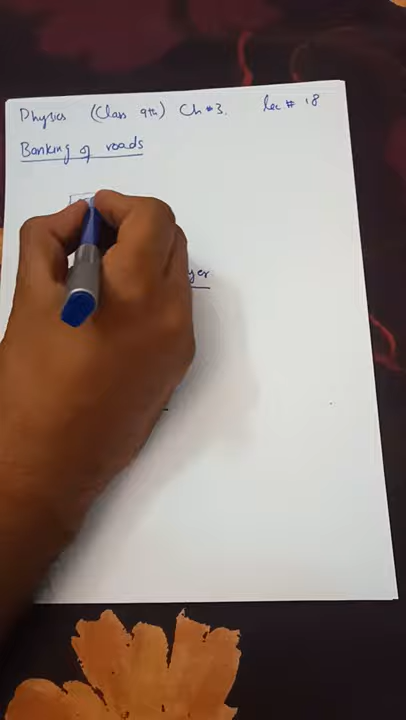 Physics (Class 9th) Ch # 3. Lec # 18
Banking of roads